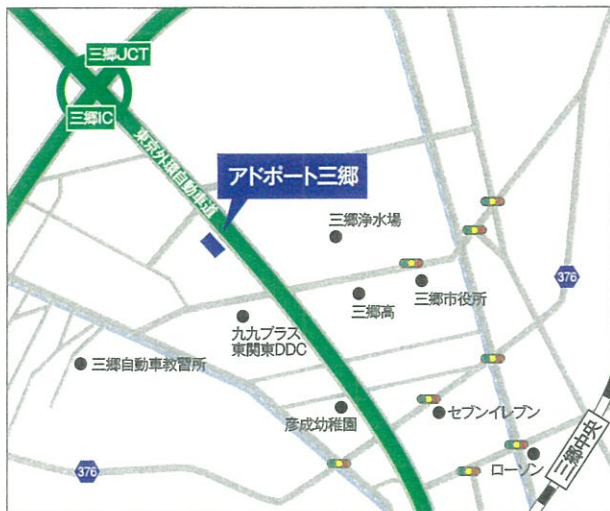 三郷JCT
三郷IC
東京外環自動車道
アドポート三郷
三郷浄水場
376
三郷市役所
三郷高
九九プラス
東関東DDC
三郷自動車教習所
彦成幼稚園
セブンイレブン
ローソン
三郷中央
376